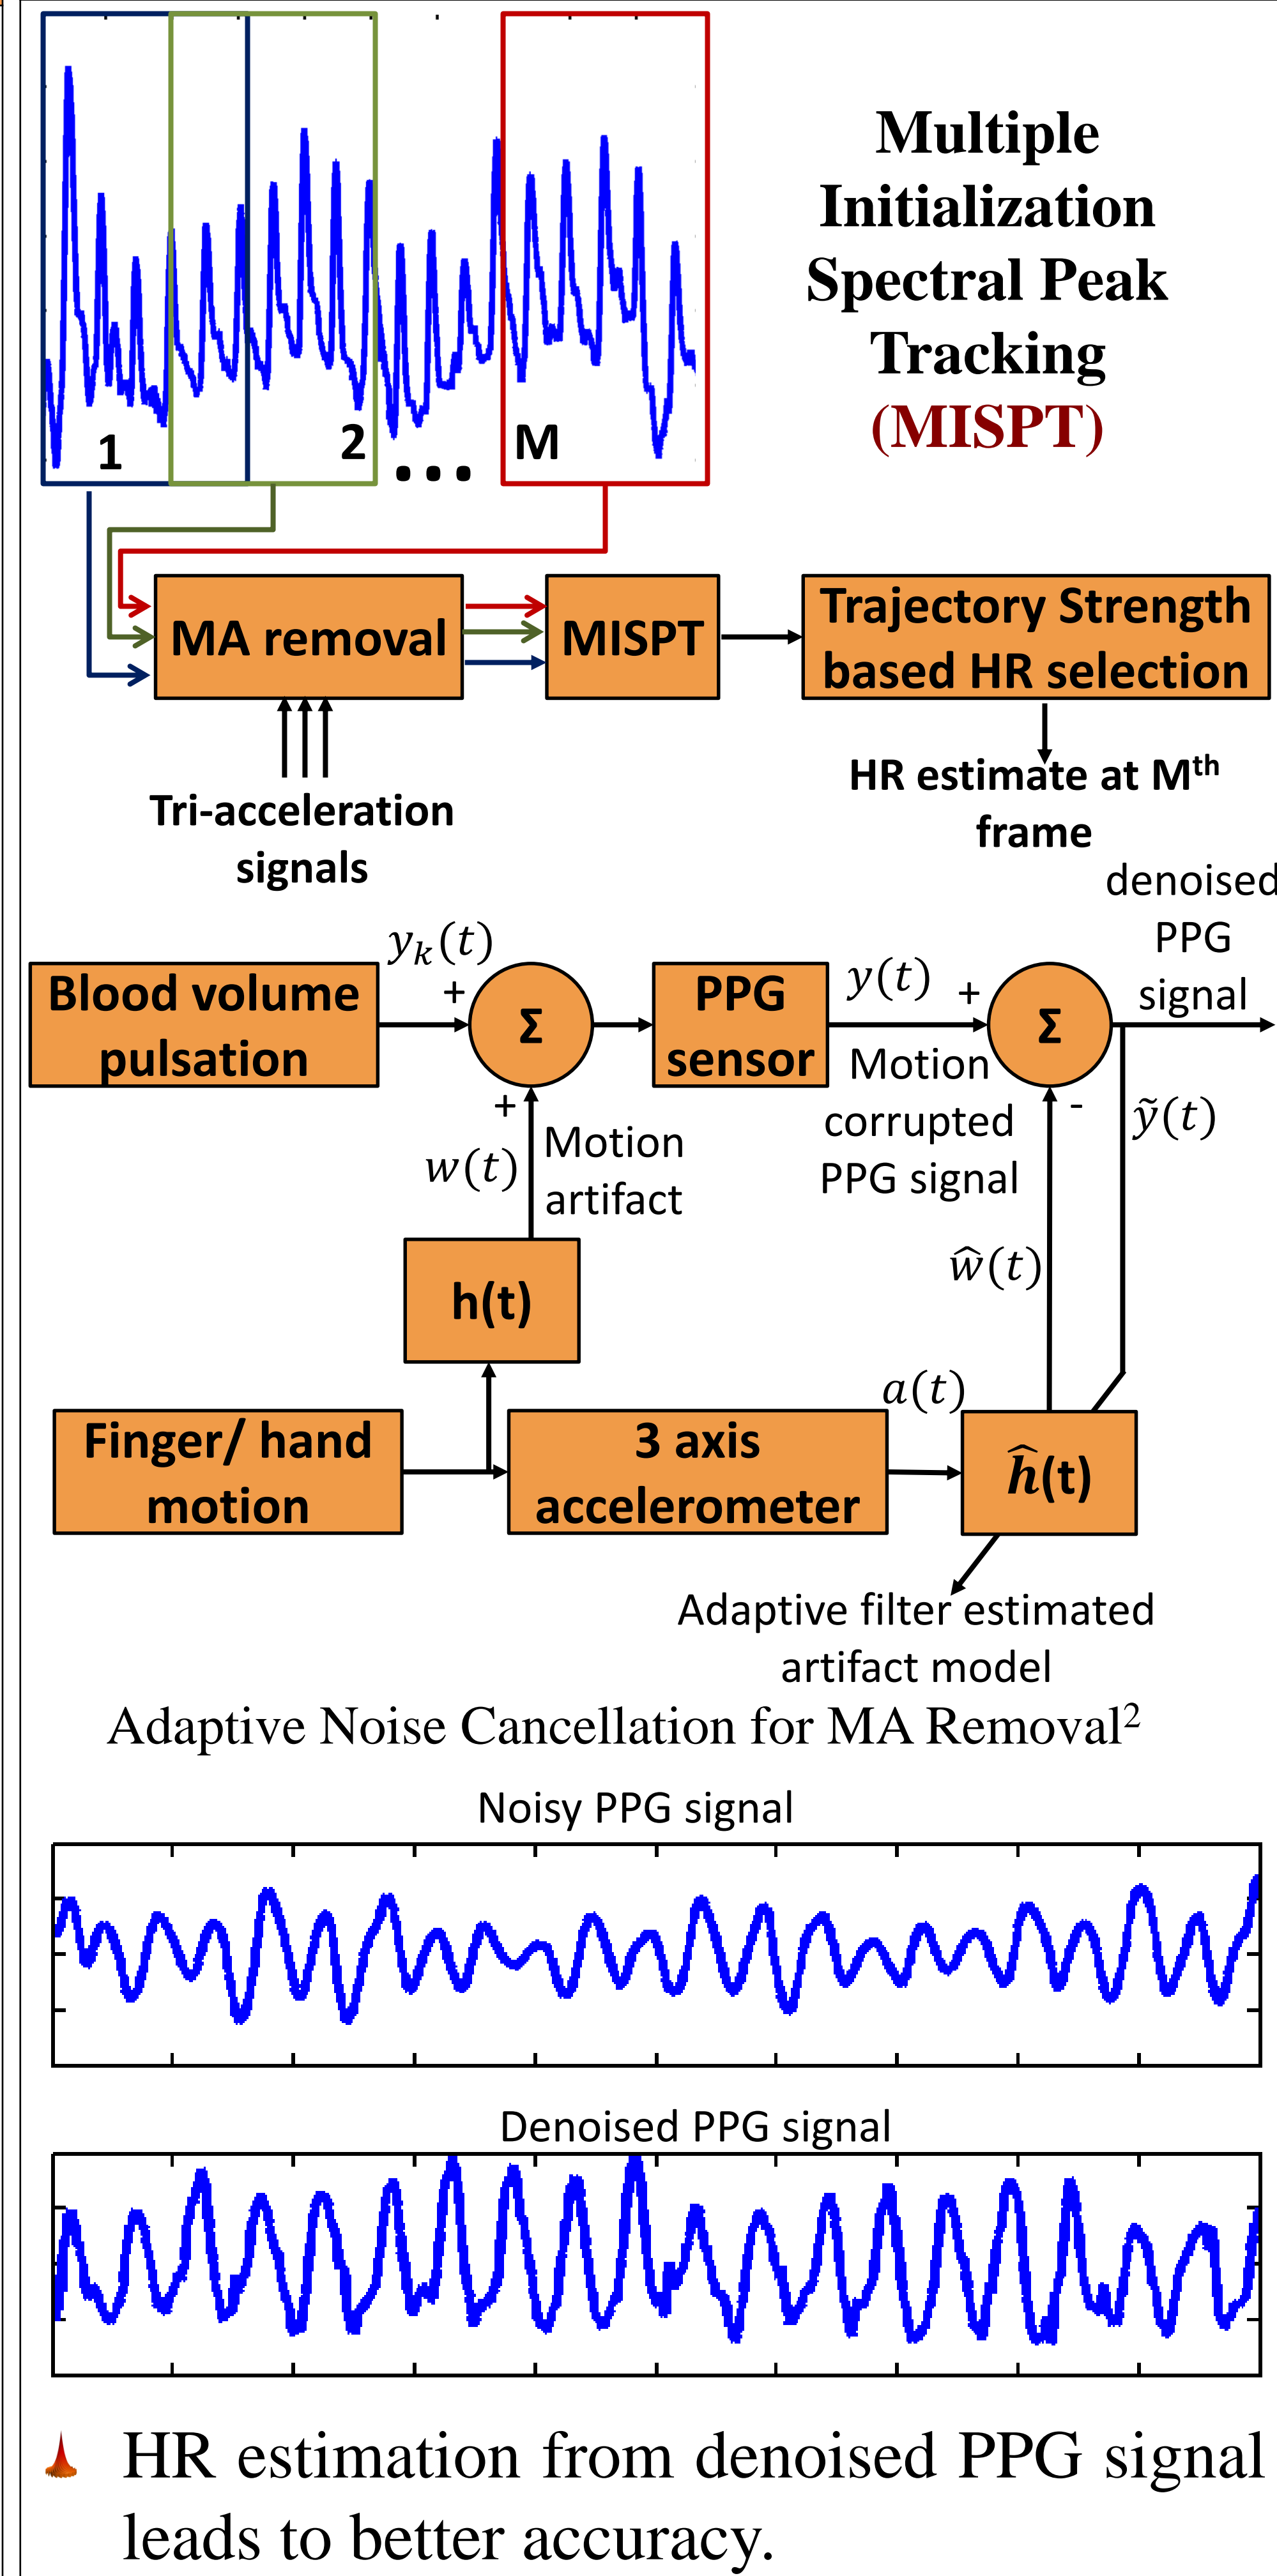 Multiple
Initialization
Spectral Peak
Tracking
(MISPT)
1
2
...
M
MA removal
MISPT
Trajectory Strength
based HR selection
Tri-acceleration
signals
HR estimate at Mᵗʰ
frame
denoised
PPG
signal
Blood volume
pulsation
yₖ(t)
+
Σ
+
w(t)
Motion
artifact
PPG
sensor
y(t)
+
Motion
corrupted
PPG signal
Σ
-
ỹ(t)
ŵ(t)
h(t)
Finger/ hand
motion
3 axis
accelerometer
a(t)
ĥ(t)
Adaptive filter estimated
artifact model
Adaptive Noise Cancellation for MA Removal²
Noisy PPG signal
Denoised PPG signal
HR estimation from denoised PPG signal
leads to better accuracy.